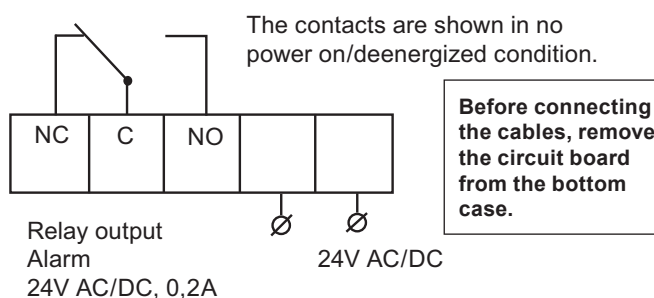 The contacts are shown in no
power on/deenergized condition.
Before connecting
the cables, remove
the circuit board
from the bottom
case.
NC C NO
Relay output
Alarm
24V AC/DC, 0,2A
24V AC/DC